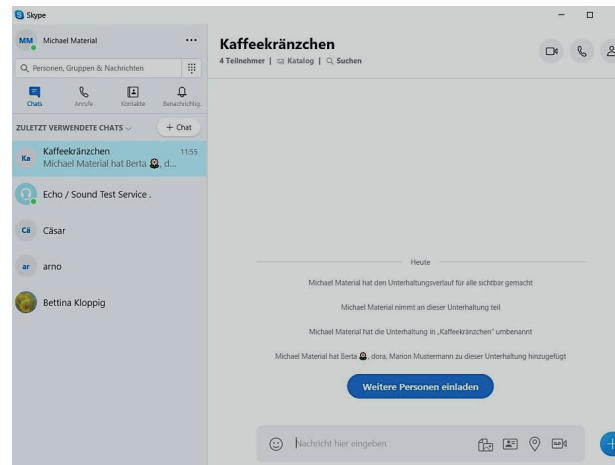 Skype
MM Michael Material ...
Personen, Gruppen & Nachrichten
Chats Anrufe Kontakte Benachrichtig.
ZULETZT VERWENDETE CHATS + Chat
Ka Kaffeekränzchen 11:55
Michael Material hat Berta , d...
Echo / Sound Test Service .
Cä Cäsar
ar arno
Bettina Kloppig
Kaffeekränzchen
4 Teilnehmer | Katalog | Suchen
Heute
Michael Material hat den Unterhaltungsverlauf für alle sichtbar gemacht
Michael Material nimmt an dieser Unterhaltung teil
Michael Material hat die Unterhaltung in „Kaffeekränzchen“ umbenannt
Michael Material hat Berta , dora, Marion Mustermann zu dieser Unterhaltung hinzugefügt
Weitere Personen einladen
Nachricht hier eingeben